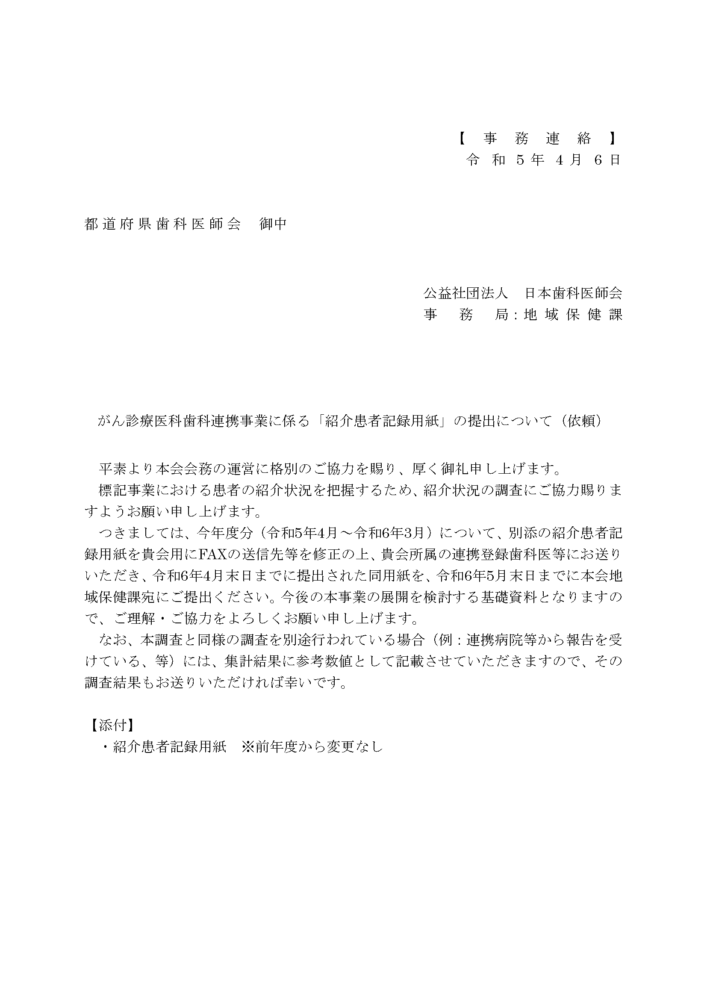 【　事　務　連　絡　】
令和5年4月6日
都道府県歯科医師会　御中
公益社団法人　日本歯科医師会
事　務　局：地域保健課
がん診療医科歯科連携事業に係る「紹介患者記録用紙」の提出について（依頼）
平素より本会会務の運営に格別のご協力を賜り、厚く御礼申し上げます。
標記事業における患者の紹介状況を把握するため、紹介状況の調査にご協力賜りま
すようお願い申し上げます。
つきましては、今年度分（令和5年4月～令和6年3月）について、別添の紹介患者記
録用紙を貴会用にFAXの送信先等を修正の上、貴会所属の連携登録歯科医等にお送り
いただき、令和6年4月末日までに提出された同用紙を、令和6年5月末日までに本会地
域保健課宛にご提出ください。今後の本事業の展開を検討する基礎資料となりますの
で、ご理解・ご協力をよろしくお願い申し上げます。
なお、本調査と同様の調査を別途行われている場合（例：連携病院等から報告を受
けている、等）には、集計結果に参考数値として記載させていただきますので、その
調査結果もお送りいただければ幸いです。
【添付】
・紹介患者記録用紙　※前年度から変更なし